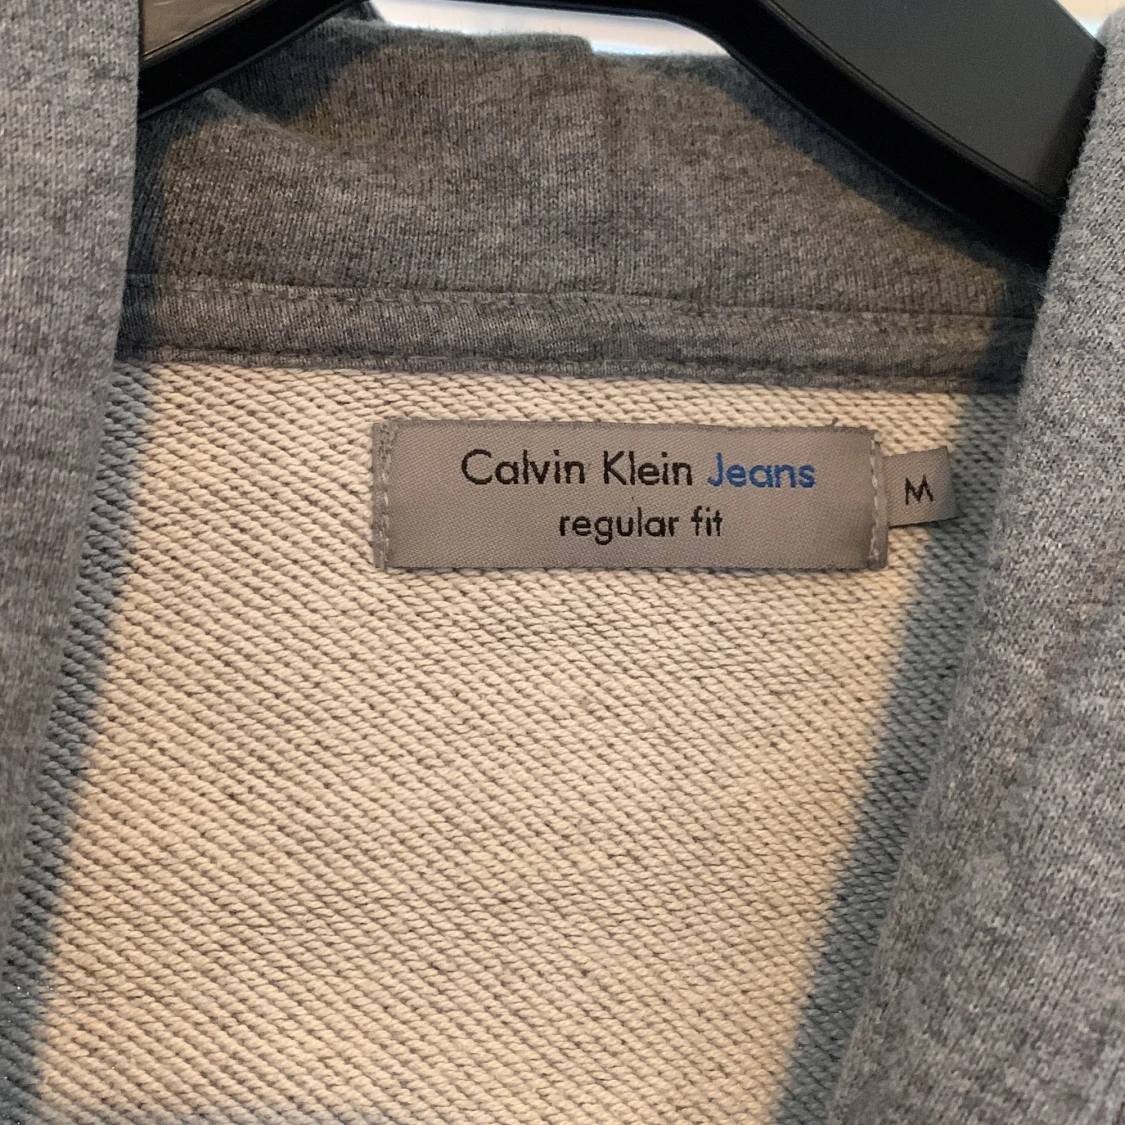 Calvin Klein Jeans
regular fit
M